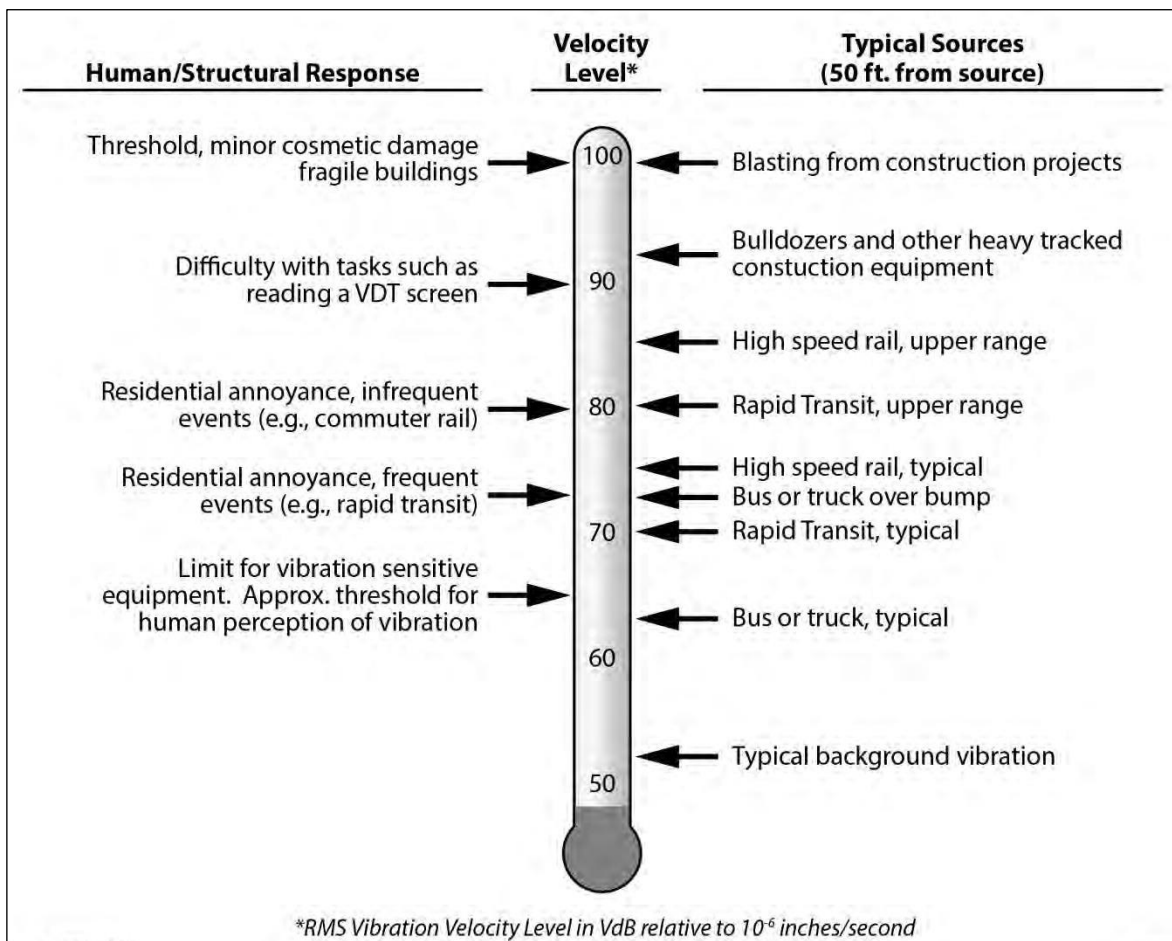 Human/Structural Response
Velocity
Level*
Typical Sources
(50 ft. from source)
Threshold, minor cosmetic damage
fragile buildings
100
Blasting from construction projects
Bulldozers and other heavy tracked
constuction equipment
Difficulty with tasks such as
reading a VDT screen
90
High speed rail, upper range
Residential annoyance, infrequent
events (e.g., commuter rail)
80
Rapid Transit, upper range
High speed rail, typical
Residential annoyance, frequent
events (e.g., rapid transit)
Bus or truck over bump
70
Rapid Transit, typical
Limit for vibration sensitive
equipment. Approx. threshold for
human perception of vibration
Bus or truck, typical
60
Typical background vibration
50
*RMS Vibration Velocity Level in VdB relative to 10⁻⁶ inches/second